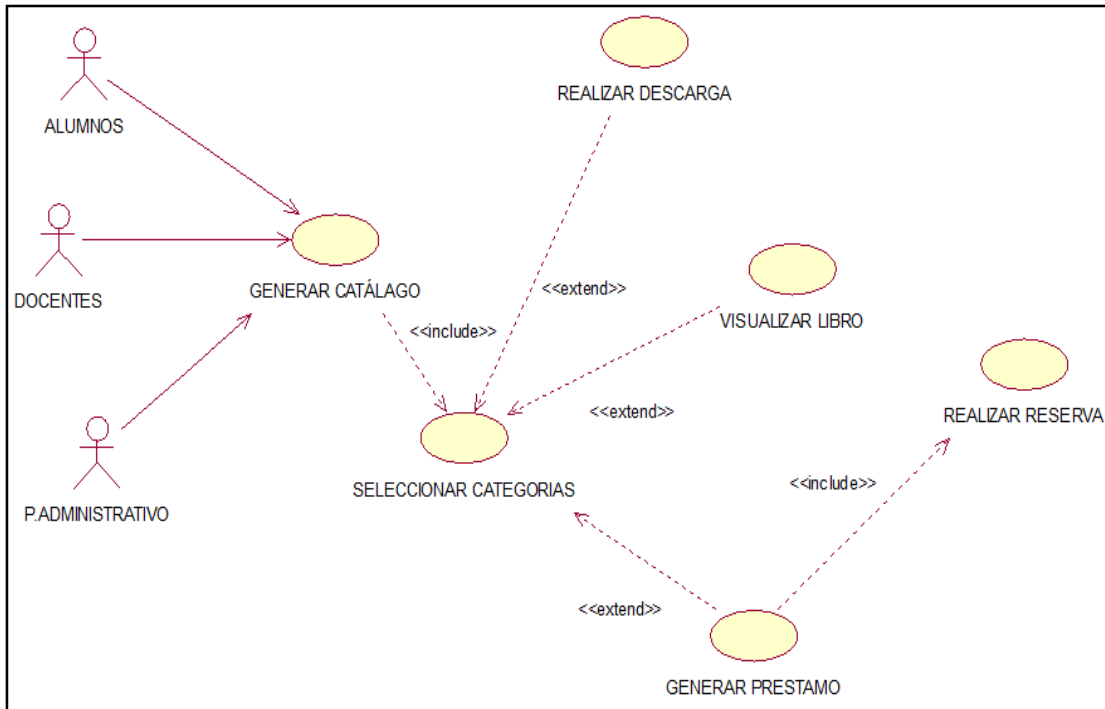 REALIZAR DESCARGA
ALUMNOS
GENERAR CATÁLAGO
DOCENTES
<<extend>>
VISUALIZAR LIBRO
<<include>>
<<extend>>
REALIZAR RESERVA
SELECCIONAR CATEGORIAS
<<include>>
P.ADMINISTRATIVO
<<extend>>
GENERAR PRESTAMO